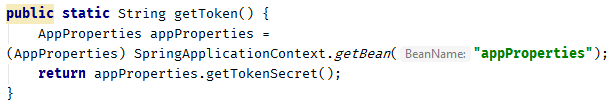 public static String getToken() {
AppProperties appProperties =
(AppProperties) SpringApplicationContext.getBean( BeanName: "appProperties");
return appProperties.getTokenSecret();
}